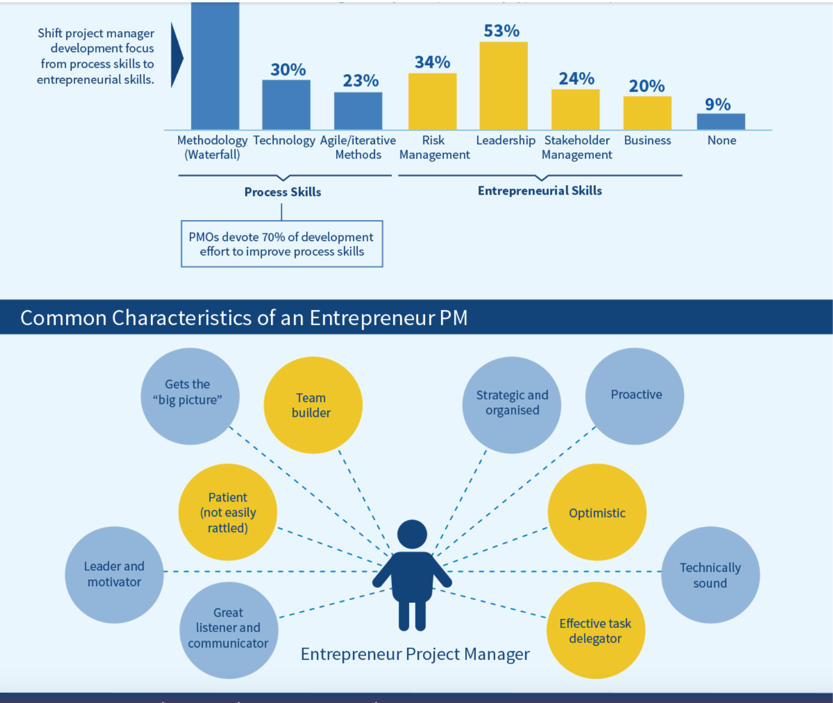 Shift project manager
development focus
from process skills to
entrepreneurial skills.
30%
23%
34%
53%
24%
20%
9%
Methodology
(Waterfall)
Technology
Agile/iterative
Methods
Risk
Management
Leadership
Stakeholder
Management
Business
None
Process Skills
Entrepreneurial Skills
PMOs devote 70% of development
effort to improve process skills
Common Characteristics of an Entrepreneur PM
Gets the
“big picture”
Team
builder
Strategic and
organised
Proactive
Patient
(not easily
rattled)
Optimistic
Leader and
motivator
Technically
sound
Great
listener and
communicator
Effective task
delegator
Entrepreneur Project Manager